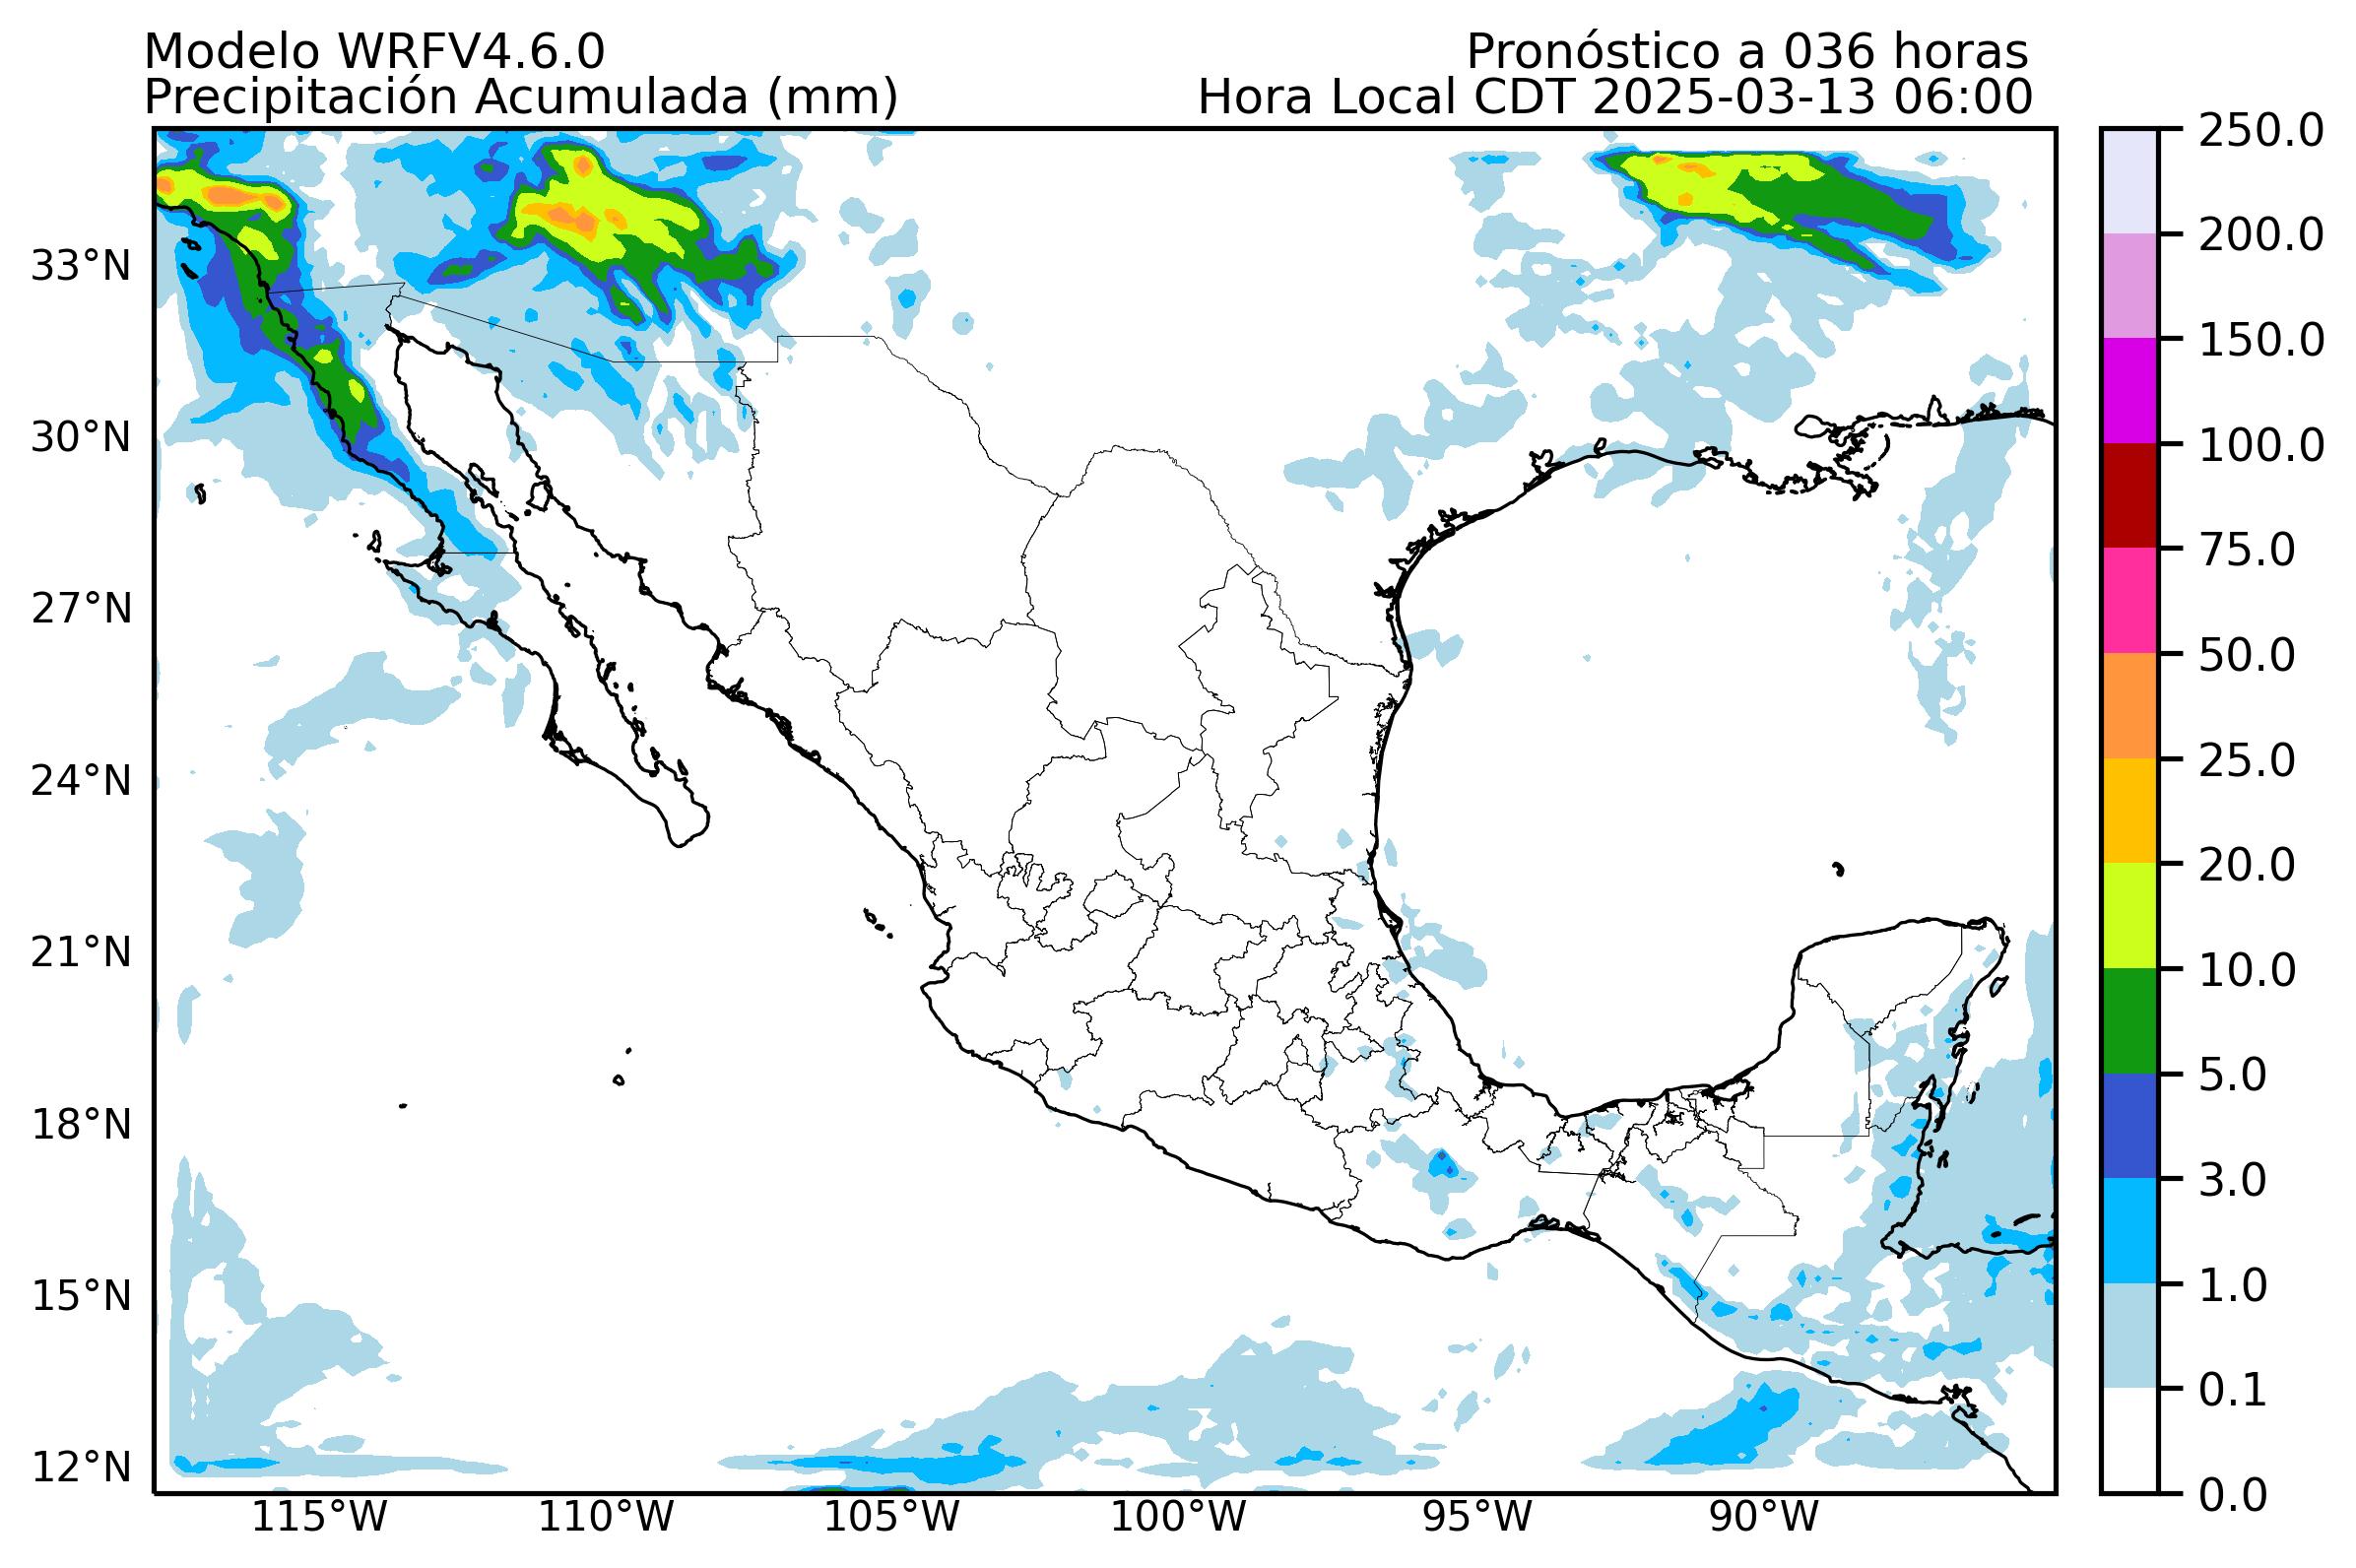 Modelo WRFV4.6.0
Pronóstico a 036 horas
Precipitación Acumulada (mm)
Hora Local CDT 2025-03-13 06:00
33°N
30°N
27°N
24°N
21°N
18°N
15°N
12°N
115°W
110°W
105°W
100°W
95°W
90°W
250.0
200.0
150.0
100.0
75.0
50.0
25.0
20.0
10.0
5.0
3.0
1.0
0.1
0.0